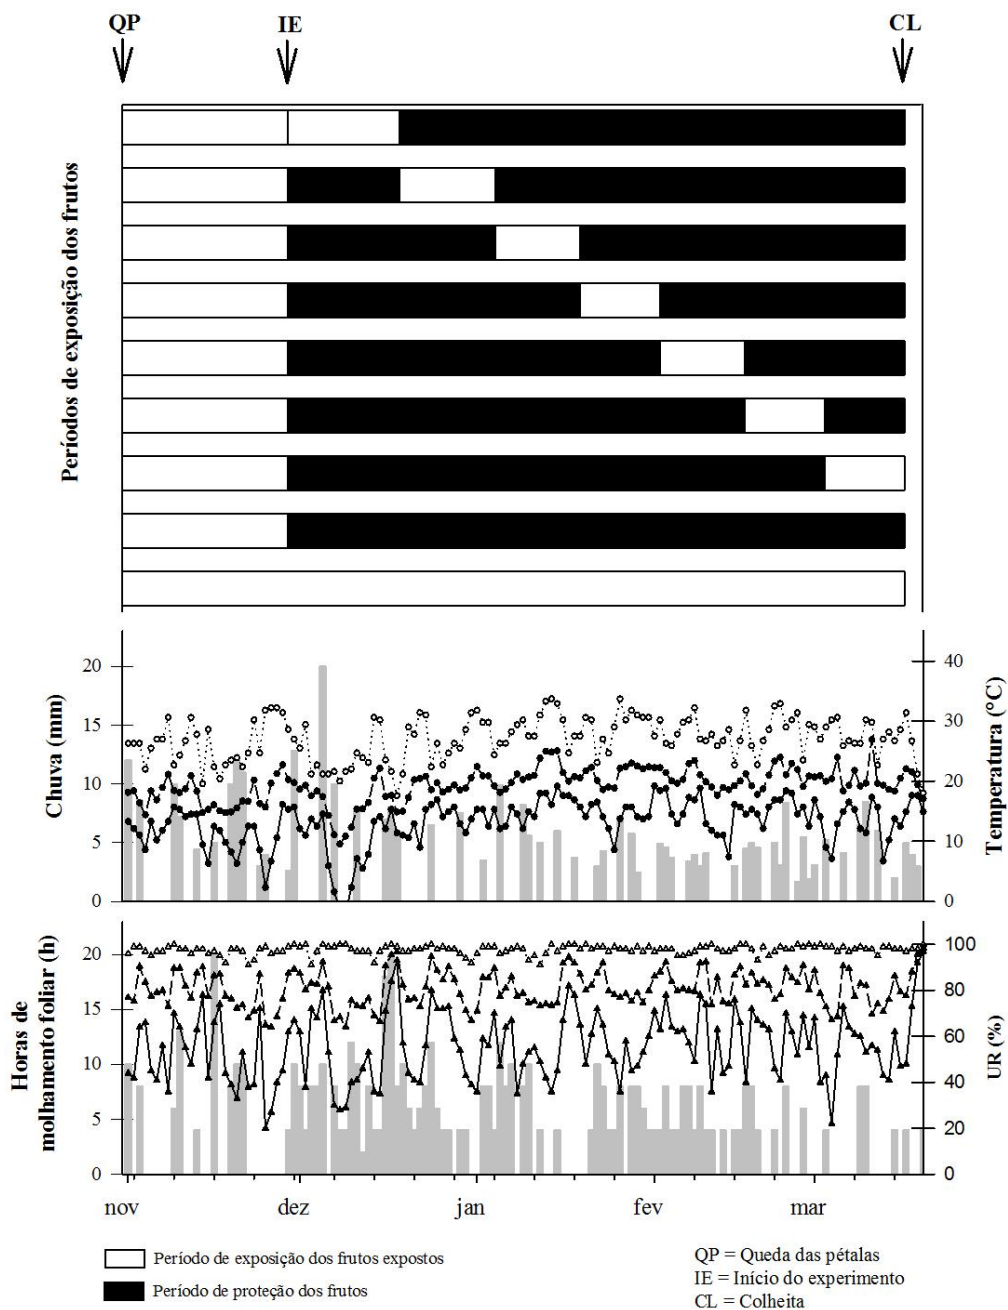 QP IE CL
Períodos de exposição dos frutos
Chuva (mm)
20
15
10
5
0
Temperatura (°C)
40
30
20
10
0
Horas de
molhamento foliar (h)
20
15
10
5
0
UR (%)
100
80
60
40
20
0
nov dez jan fev mar
Período de exposição dos frutos expostos
Período de proteção dos frutos
QP = Queda das pétalas
IE = Início do experimento
CL = Colheita